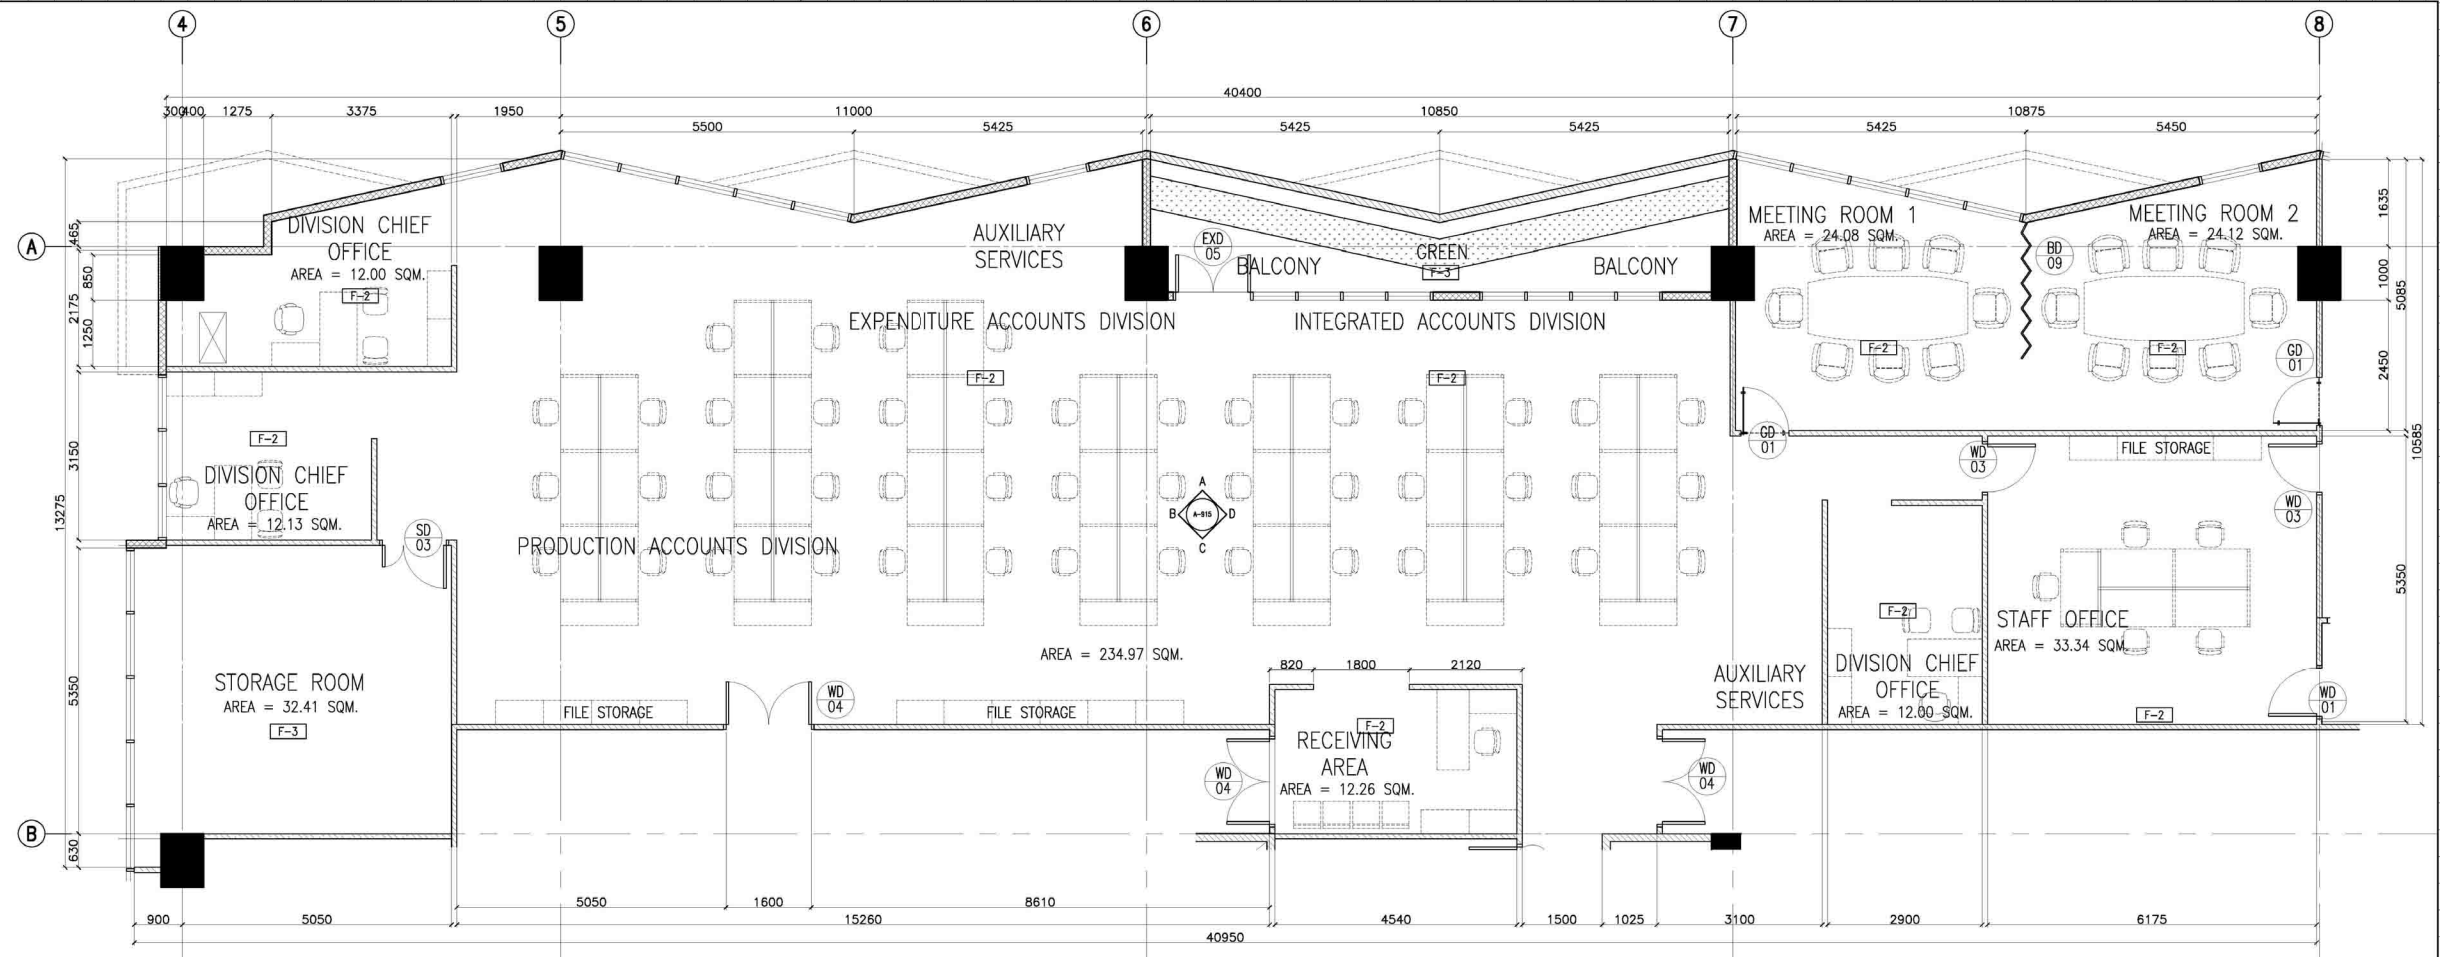 4 5 6 7 8
40400
300 400 1275 3375 1950 11000 10850 10875
5500 5425 5425 5425 5425 5450
A
B
465
850
2175
1250
3150
13275
5350
630
1635
1000
5085
2450
10585
5350
DIVISION CHIEF
OFFICE
AREA = 12.00 SQM.
F-2
AUXILIARY
SERVICES
EXD
05
BALCONY
GREEN
F-3
BALCONY
MEETING ROOM 1
AREA = 24.08 SQM.
F-2
BD
09
MEETING ROOM 2
AREA = 24.12 SQM.
F-2
GD
01
EXPENDITURE ACCOUNTS DIVISION
F-2
INTEGRATED ACCOUNTS DIVISION
F-2
GD
01
F-2
DIVISION CHIEF
OFFICE
AREA = 12.13 SQM.
SD
03
PRODUCTION ACCOUNTS DIVISION
A
B A-915 D
C
WD
03
FILE STORAGE
WD
03
STORAGE ROOM
AREA = 32.41 SQM.
F-3
AREA = 234.97 SQM.
FILE STORAGE
WD
04
FILE STORAGE
820 1800 2120
F-2
RECEIVING
AREA
AREA = 12.26 SQM.
WD
04
WD
04
AUXILIARY
SERVICES
F-2
DIVISION CHIEF
OFFICE
AREA = 12.00 SQM.
STAFF OFFICE
AREA = 33.34 SQM.
F-2
WD
01
5050 1600 8610
900 5050 15260 4540 1500 1025 3100 2900 6175
40950